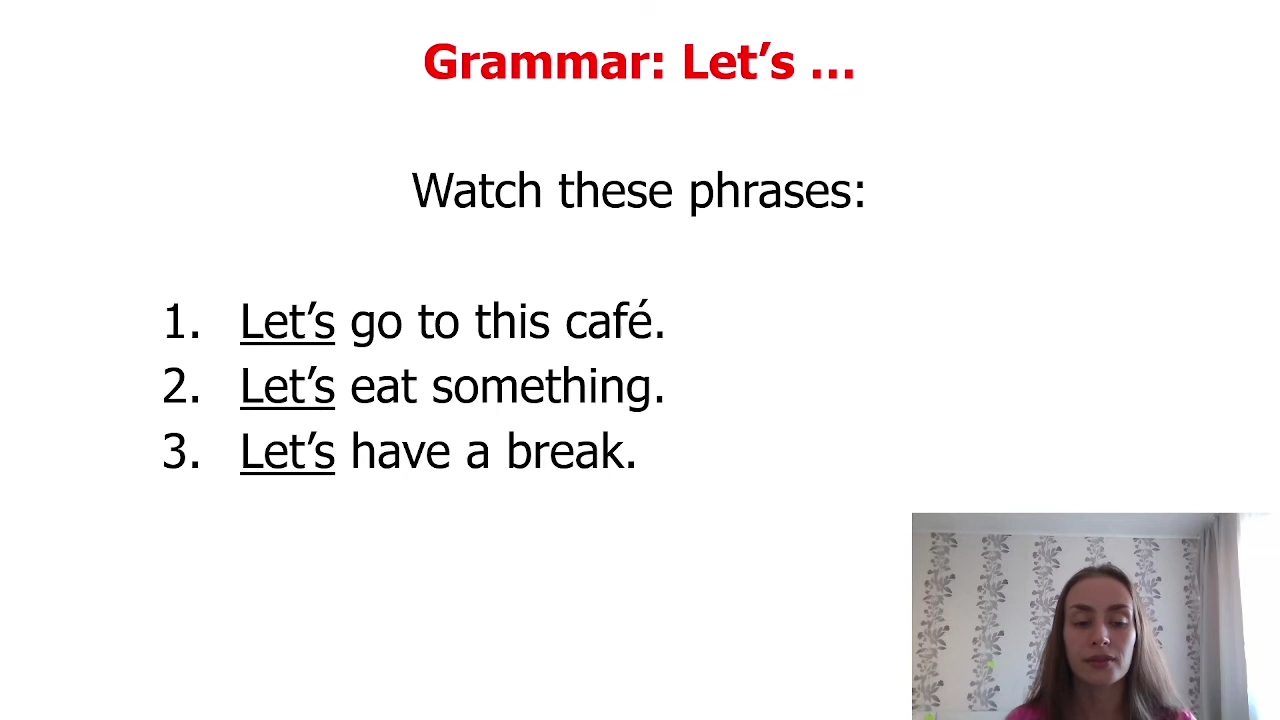 Grammar: Let’s …
Watch these phrases:
1. Let’s go to this café.
2. Let’s eat something.
3. Let’s have a break.